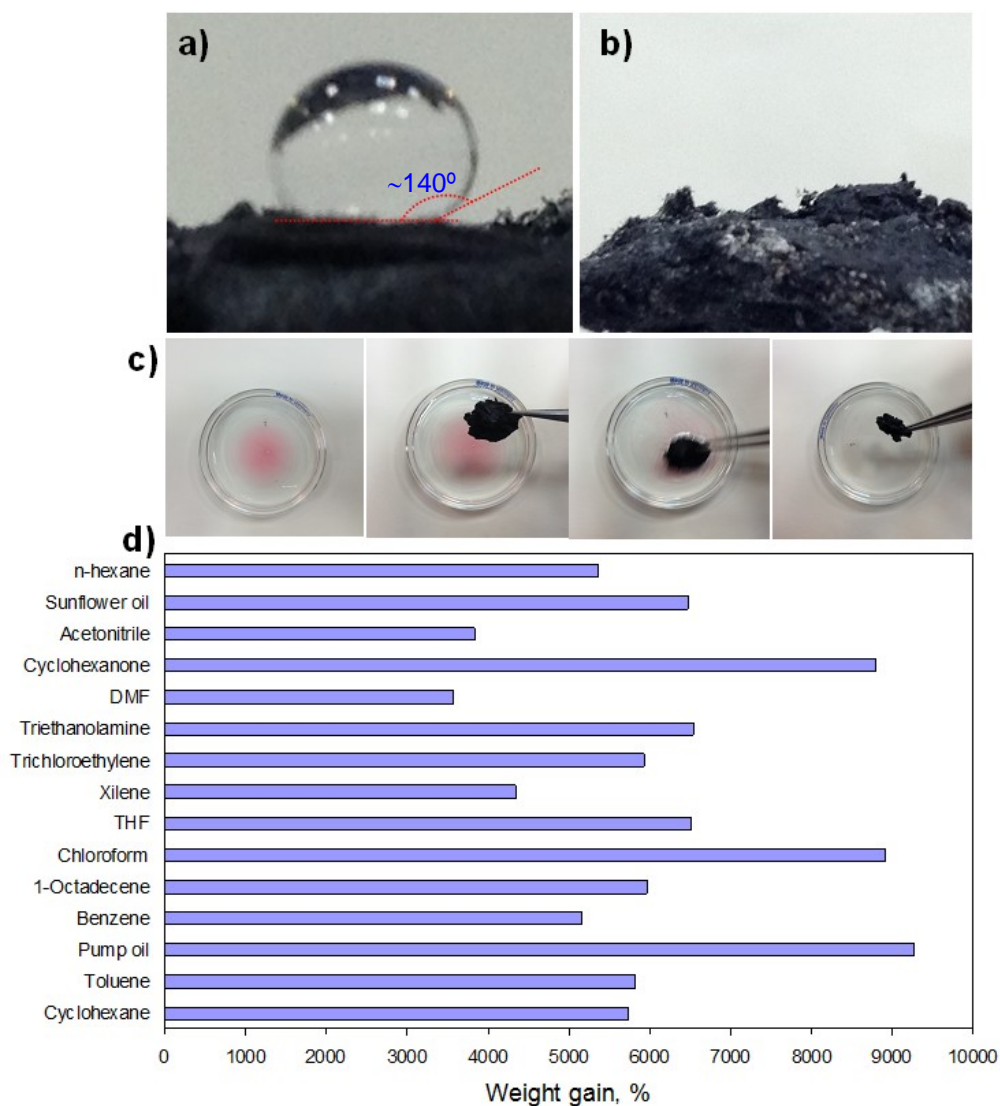 a)
b)
~140º
c)
d)
n-hexane
Sunflower oil
Acetonitrile
Cyclohexanone
DMF
Triethanolamine
Trichloroethylene
Xilene
THF
Chloroform
1-Octadecene
Benzene
Pump oil
Toluene
Cyclohexane
0 1000 2000 3000 4000 5000 6000 7000 8000 9000 10000
Weight gain, %